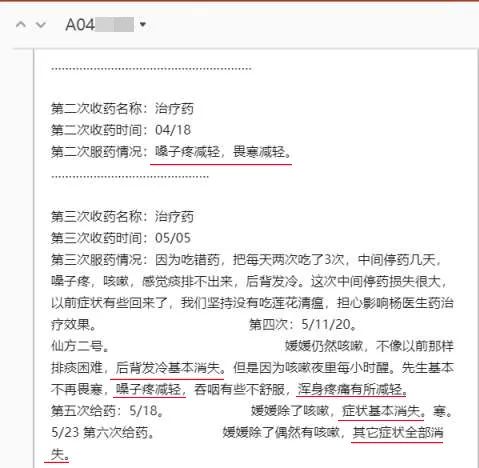 A04
第二次收药名称：治疗药
第二次收药时间：04/18
第二次服药情况：嗓子疼减轻，畏寒减轻。
第三次收药名称：治疗药
第三次收药时间：05/05
第三次服药情况：因为吃错药，把每天两次吃了3次，中间停药几天，
嗓子疼，咳嗽，感觉痰排不出来，后背发冷。这次中间停药损失很大，
以前症状有些回来了，我们坚持没有吃莲花清瘟，担心影响杨医生药治
疗效果。 第四次：5/11/20。
仙方二号。 媛媛仍然咳嗽，不像以前那样
排痰困难，后背发冷基本消失。但是因为咳嗽夜里每小时醒。先生基本
不再畏寒，嗓子疼减轻，吞咽有些不舒服，浑身疼痛有所减轻。
第五次给药：5/18。 媛媛除了咳嗽，症状基本消失。寒。
5/23 第六次给药。 媛媛除了偶然有咳嗽，其它症状全部消
失。